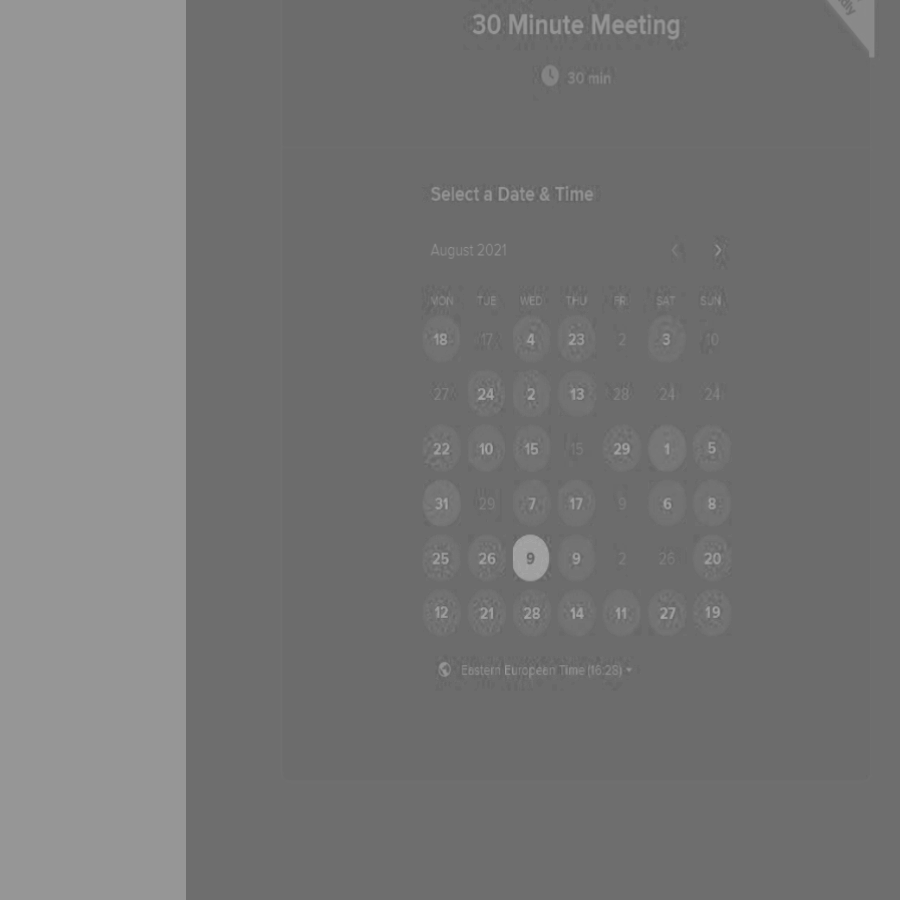 30 Minute Meeting
30 min
Select a Date & Time
August 2021
MON TUE WED THU FRI SAT SUN
18 17 4 23 2 3 10
27 24 2 13 28 24 24
22 10 15 15 29 1 5
31 29 7 17 9 6 8
25 26 9 9 2 26 20
12 21 28 14 11 27 19
Eastern European Time (16:28)